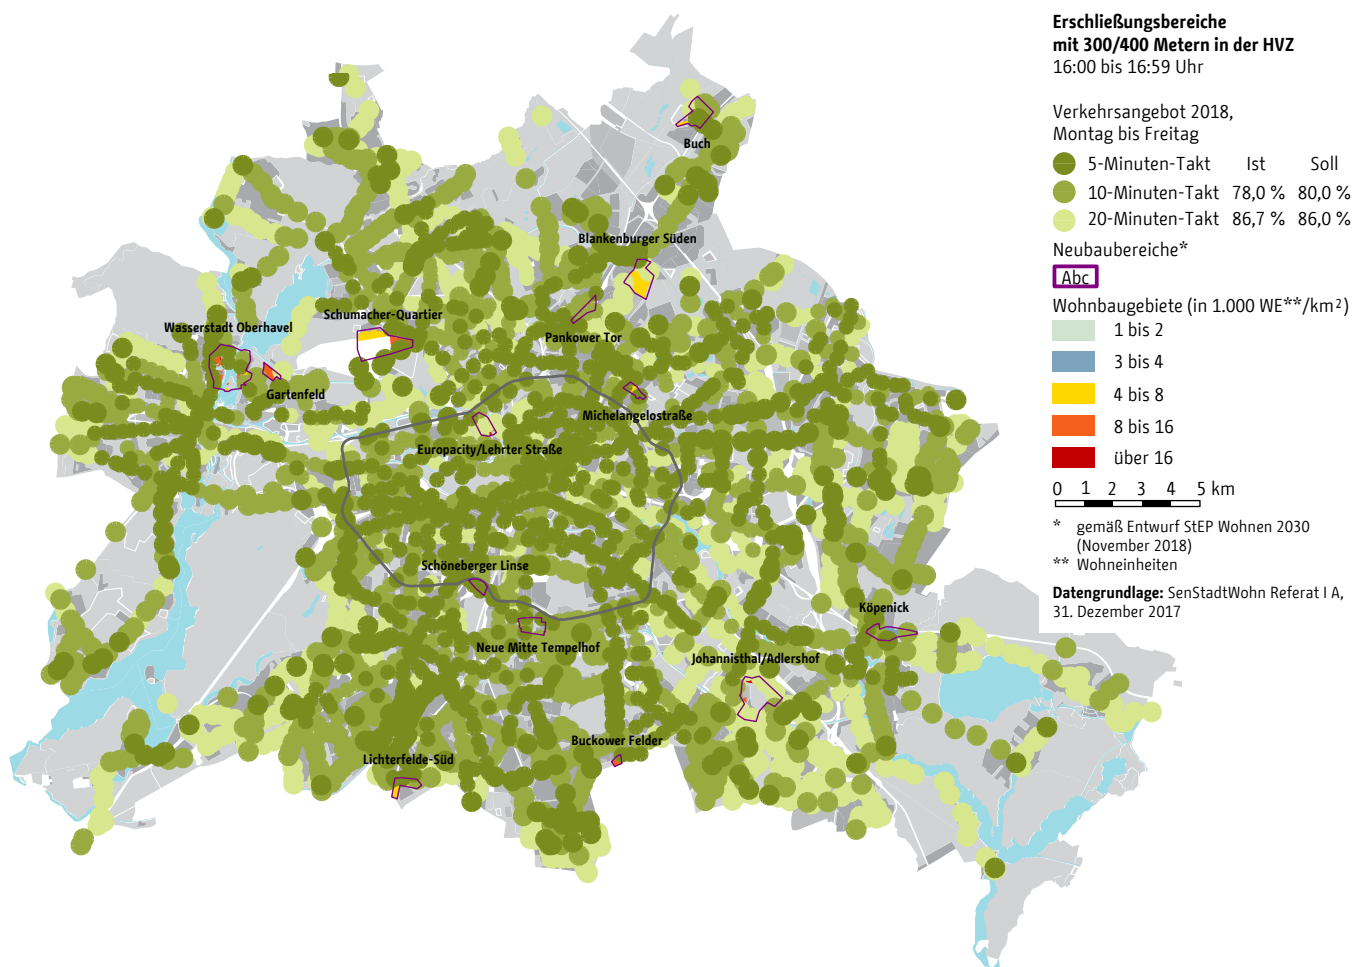 Erschließungsbereiche
mit 300/400 Metern in der HVZ
16:00 bis 16:59 Uhr
Verkehrsangebot 2018,
Montag bis Freitag
5-Minuten-Takt Ist Soll
10-Minuten-Takt 78,0 % 80,0 %
20-Minuten-Takt 86,7 % 86,0 %
Neubaubereiche*
Abc
Wohnbaugebiete (in 1.000 WE**/km²)
1 bis 2
3 bis 4
4 bis 8
8 bis 16
über 16
0 1 2 3 4 5 km
* gemäß Entwurf StEP Wohnen 2030
(November 2018)
** Wohneinheiten
Datengrundlage: SenStadtWohn Referat I A,
31. Dezember 2017
Buch
Blankenburger Süden
Schumacher-Quartier
Wasserstadt Oberhavel
Pankower Tor
Gartenfeld
Michelangelostraße
Europacity/Lehrter Straße
Schöneberger Linse
Köpenick
Neue Mitte Tempelhof
Johannisthal/Adlershof
Buckower Felder
Lichterfelde-Süd